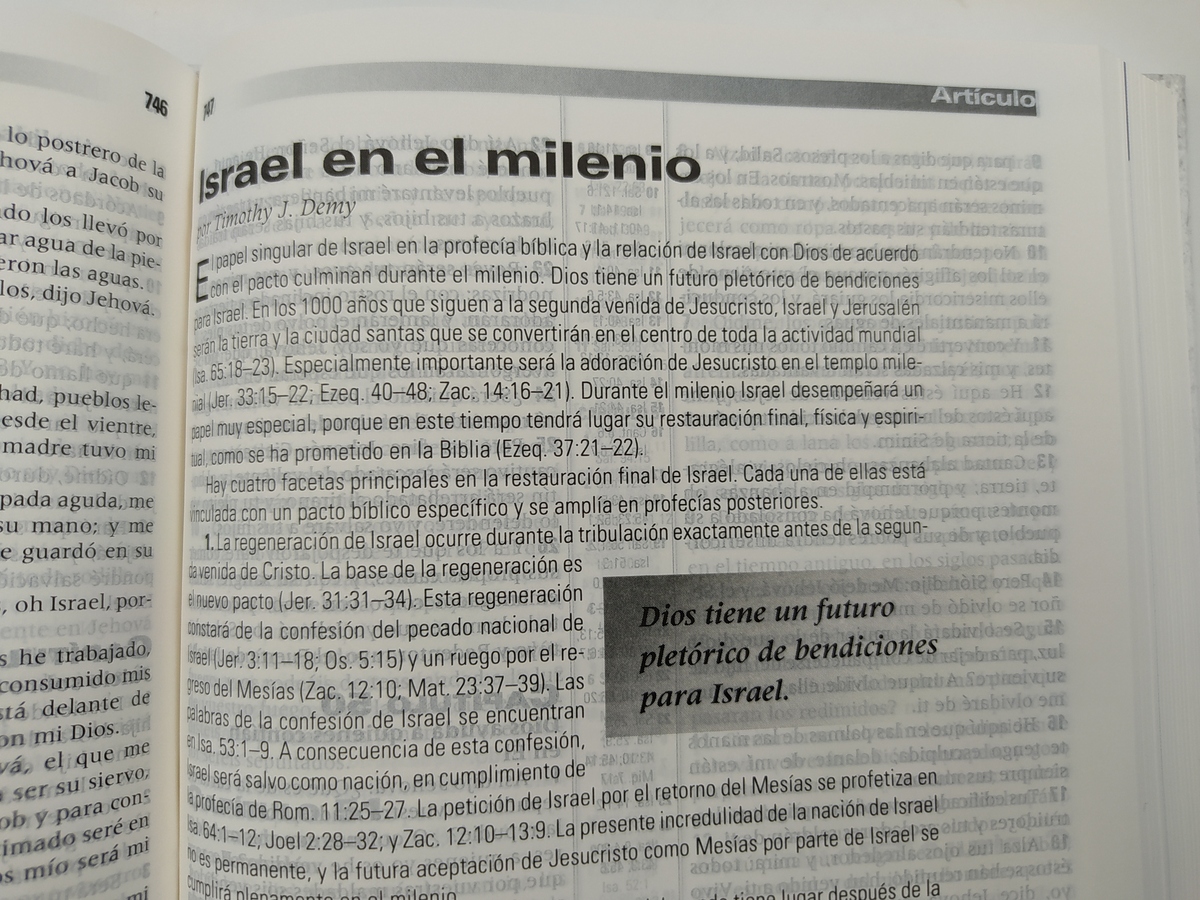 746
lo postrero de la
hová a Jacob su
ado los llevó por
ar agua de la pie-
eron las aguas.
los, dijo Jehová.
had, pueblos le-
esde el vientre,
madre tuvo mi
pada aguda, me
su mano; y me
e guardó en su
, oh Israel, por-
s he trabajado,
consumido mis
stá delante de
on mi Dios.
vá, el que me
a ser su siervo,
ob y para con-
imado seré en
os mío será mi
mi
747
Artículo
Israel en el milenio
por Timothy J. Demy
El papel singular de Israel en la profecía bíblica y la relación de Israel con Dios de acuerdo
con el pacto culminan durante el milenio. Dios tiene un futuro pletórico de bendiciones
para Israel. En los 1000 años que siguen a la segunda venida de Jesucristo, Israel y Jerusalén
serán la tierra y la ciudad santas que se convertirán en el centro de toda la actividad mundial
(Isa. 65:18–23). Especialmente importante será la adoración de Jesucristo en el templo mile-
nial (Jer. 33:15–22; Ezeq. 40–48; Zac. 14:16–21). Durante el milenio Israel desempeñará un
papel muy especial, porque en este tiempo tendrá lugar su restauración final, física y espiri-
tual, como se ha prometido en la Biblia (Ezeq. 37:21–22).
Hay cuatro facetas principales en la restauración final de Israel. Cada una de ellas está
vinculada con un pacto bíblico específico y se amplía en profecías posteriores.
1. La regeneración de Israel ocurre durante la tribulación exactamente antes de la segun-
da venida de Cristo. La base de la regeneración es
el nuevo pacto (Jer. 31:31–34). Esta regeneración
constará de la confesión del pecado nacional de
Israel (Jer. 3:11–18; Os. 5:15) y un ruego por el re-
greso del Mesías (Zac. 12:10; Mat. 23:37–39). Las
palabras de la confesión de Israel se encuentran
en Isa. 53:1–9. A consecuencia de esta confesión,
Israel será salvo como nación, en cumplimiento de
la profecía de Rom. 11:25–27. La petición de Israel por el retorno del Mesías se profetiza en
Isa. 64:1–12; Joel 2:28–32; y Zac. 12:10–13:9. La presente incredulidad de la nación de Israel
no es permanente, y la futura aceptación de Jesucristo como Mesías por parte de Israel se
cumplirá plenamente en el milenio.
tiene lugar después de la
Dios tiene un futuro
pletórico de bendiciones
para Israel.